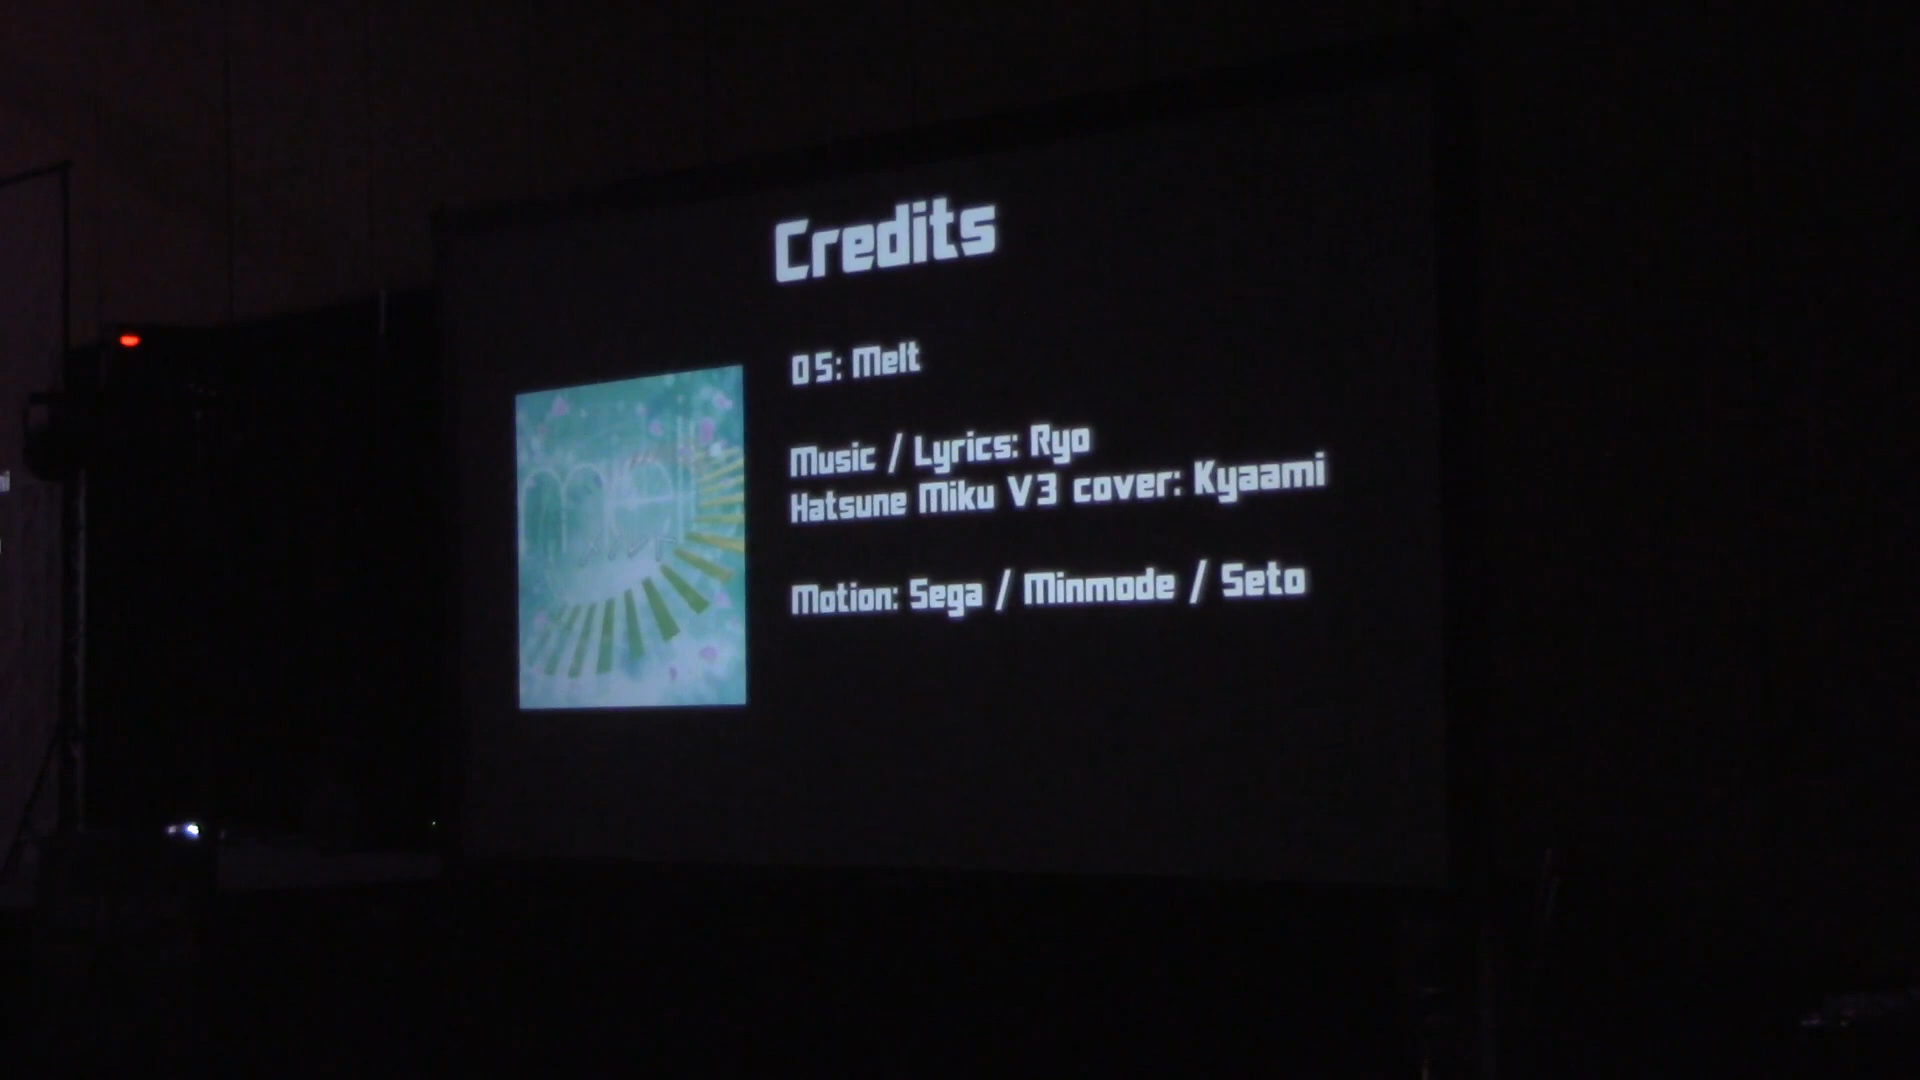 Credits
05: Melt
Music / Lyrics: Ryo
Hatsune Miku V3 cover: Kyaami
Motion: Sega / Minmode / Seto